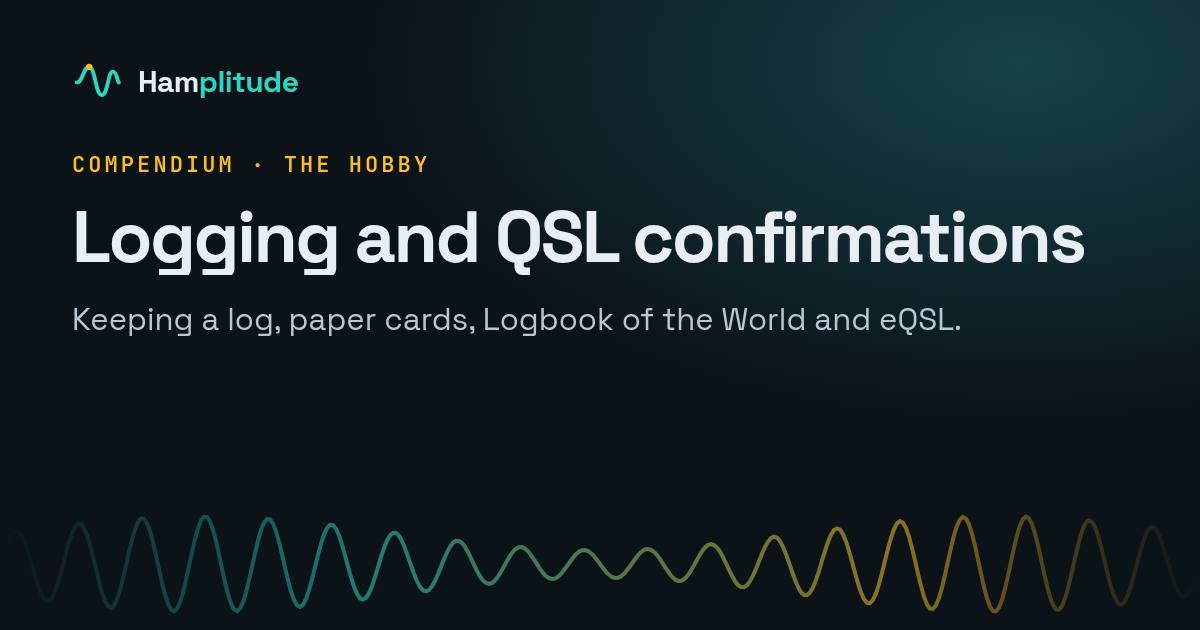 Hamplitude
COMPENDIUM · THE HOBBY
Logging and QSL confirmations
Keeping a log, paper cards, Logbook of the World and eQSL.